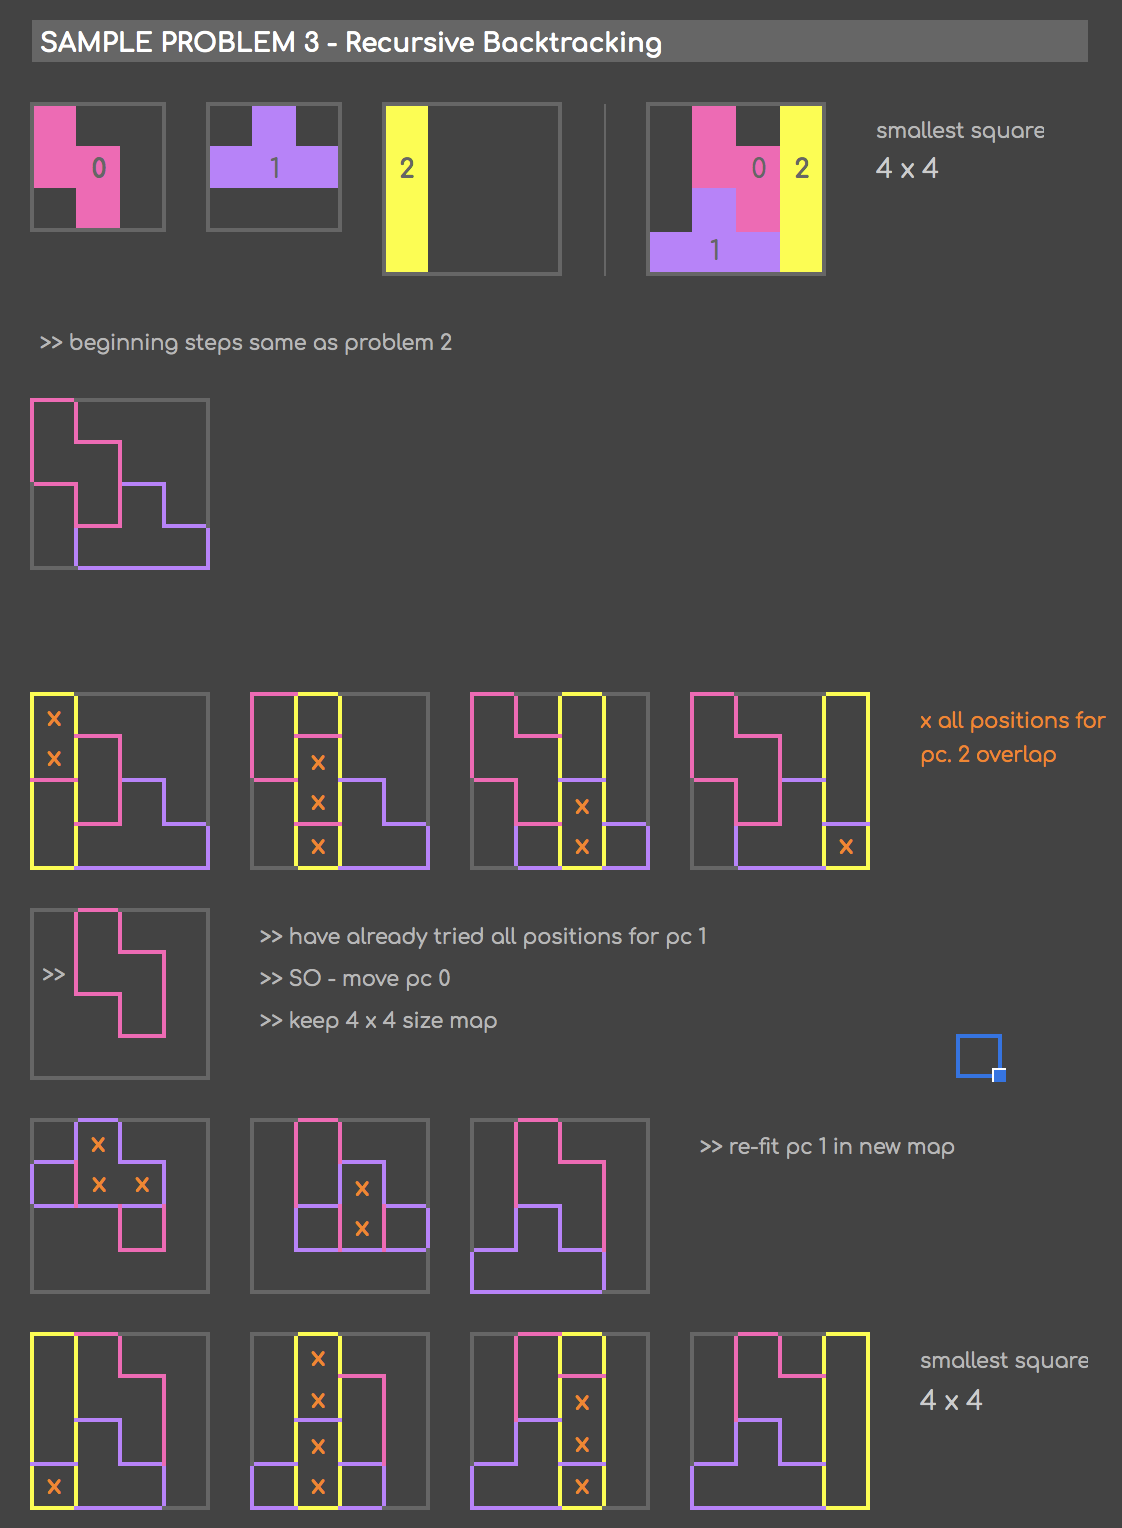 SAMPLE PROBLEM 3 - Recursive Backtracking
0
1
2
0 2
1
smallest square
4 x 4
>> beginning steps same as problem 2
x
x
x
x
x
x
x
x
x all positions for
pc. 2 overlap
>>
>> have already tried all positions for pc 1
>> SO - move pc 0
>> keep 4 x 4 size map
x
x x
x
x
>> re-fit pc 1 in new map
x
x
x
x
x
x
x
x
smallest square
4 x 4